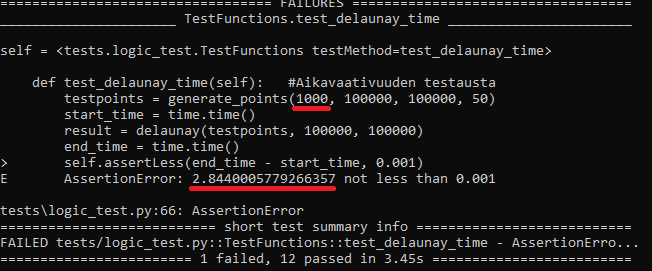 =================================== FAILURES ===================================
______________________ TestFunctions.test_delaunay_time _______________________
self = <tests.logic_test.TestFunctions testMethod=test_delaunay_time>
def test_delaunay_time(self):   #Aikavaativuuden testausta
testpoints = generate_points(1000, 100000, 100000, 50)
start_time = time.time()
result = delaunay(testpoints, 100000, 100000)
end_time = time.time()
>       self.assertLess(end_time - start_time, 0.001)
E       AssertionError: 2.8440005779266357 not less than 0.001
tests\logic_test.py:66: AssertionError
======================== short test summary info ===========================
FAILED tests/logic_test.py::TestFunctions::test_delaunay_time - AssertionErro...
======================== 1 failed, 12 passed in 3.45s =========================